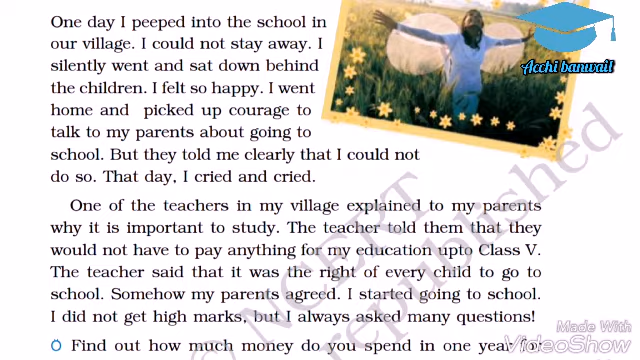 One day I peeped into the school in
our village. I could not stay away. I
silently went and sat down behind
the children. I felt so happy. I went
home and picked up courage to
talk to my parents about going to
school. But they told me clearly that I could not
do so. That day, I cried and cried.
One of the teachers in my village explained to my parents
why it is important to study. The teacher told them that they
would not have to pay anything for my education upto Class V.
The teacher said that it was the right of every child to go to
school. Somehow my parents agreed. I started going to school.
I did not get high marks, but I always asked many questions!
Find out how much money do you spend in one year for
Acchi banwait
© NCERT
republished
Made With
VideoShow